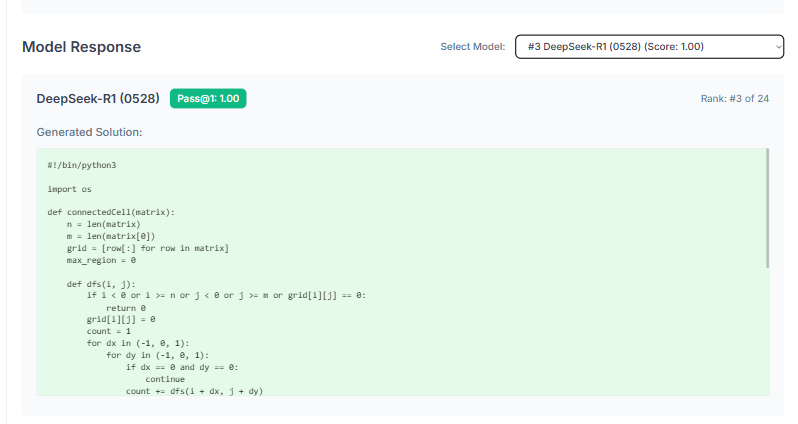 Model Response
Select Model:
#3 DeepSeek-R1 (0528) (Score: 1.00)
DeepSeek-R1 (0528)
Pass@1: 1.00
Rank: #3 of 24
Generated Solution:
#!/bin/python3
import os
def connectedCell(matrix):
    n = len(matrix)
    m = len(matrix[0])
    grid = [row[:] for row in matrix]
    max_region = 0
    def dfs(i, j):
        if i < 0 or i >= n or j < 0 or j >= m or grid[i][j] == 0:
            return 0
        grid[i][j] = 0
        count = 1
        for dx in (-1, 0, 1):
            for dy in (-1, 0, 1):
                if dx == 0 and dy == 0:
                    continue
                count += dfs(i + dx, j + dy)